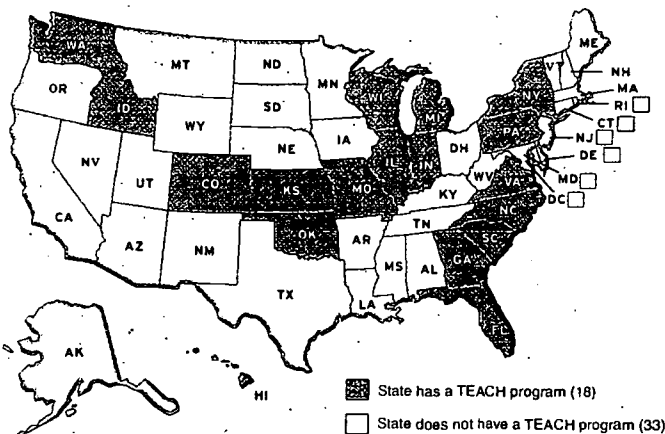 WA
MT
ND
MN
ME
VT
NH
OR
ID
SD
WI
MI
NY
MA
RI
WY
CT
IA
PA
NJ
NE
IL
IN
DH
DE
NV
UT
CO
WV
VA
MD
KS
MO
KY
DC
CA
NC
TN
OK
AR
SC
AZ
NM
MS
AL
GA
TX
LA
FL
AK
HI
State has a TEACH program (18)
State does not have a TEACH program (33)